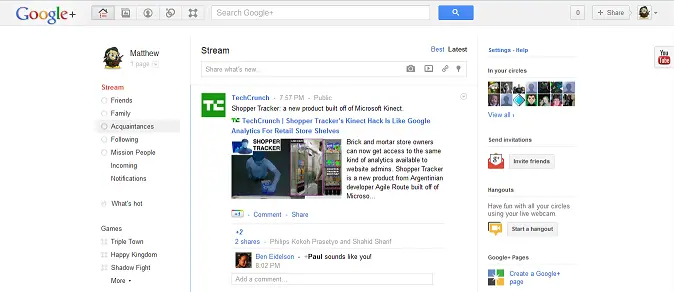 Google+
Search Google+
0
+ Share
Matthew
1 page
Stream
Friends
Family
Acquaintances
Following
Mission People
Incoming
Notifications
What's hot
Games
Triple Town
Happy Kingdom
Shadow Fight
More
Stream
Best Latest
Share what's new...
TechCrunch - 7:57 PM - Public
Shopper Tracker: a new product built off of Microsoft Kinect.
TechCrunch | Shopper Tracker's Kinect Hack Is Like Google
Analytics For Retail Store Shelves
SHOPPER
TRACKER
Brick and mortar store owners
can now get access to the same
kind of analytics available to
website admins. Shopper Tracker
is a new product from Argentinian
developer Agile Route built off of
Microso...
+1 - Comment - Share
+2
2 shares - Philips Kokoh Prasetyo and Shahid Sharif
Ben Eidelson - +Paul sounds like you!
8:02 PM
Add a comment...
Settings - Help
In your circles
View all ›
Send invitations
Invite friends
Hangouts
Have fun with all your circles
using your live webcam.
Start a hangout
Google+ Pages
Create a Google+
page
You
Tube